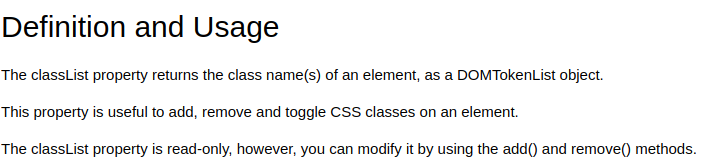 Definition and Usage
The classList property returns the class name(s) of an element, as a DOMTokenList object.
This property is useful to add, remove and toggle CSS classes on an element.
The classList property is read-only, however, you can modify it by using the add() and remove() methods.